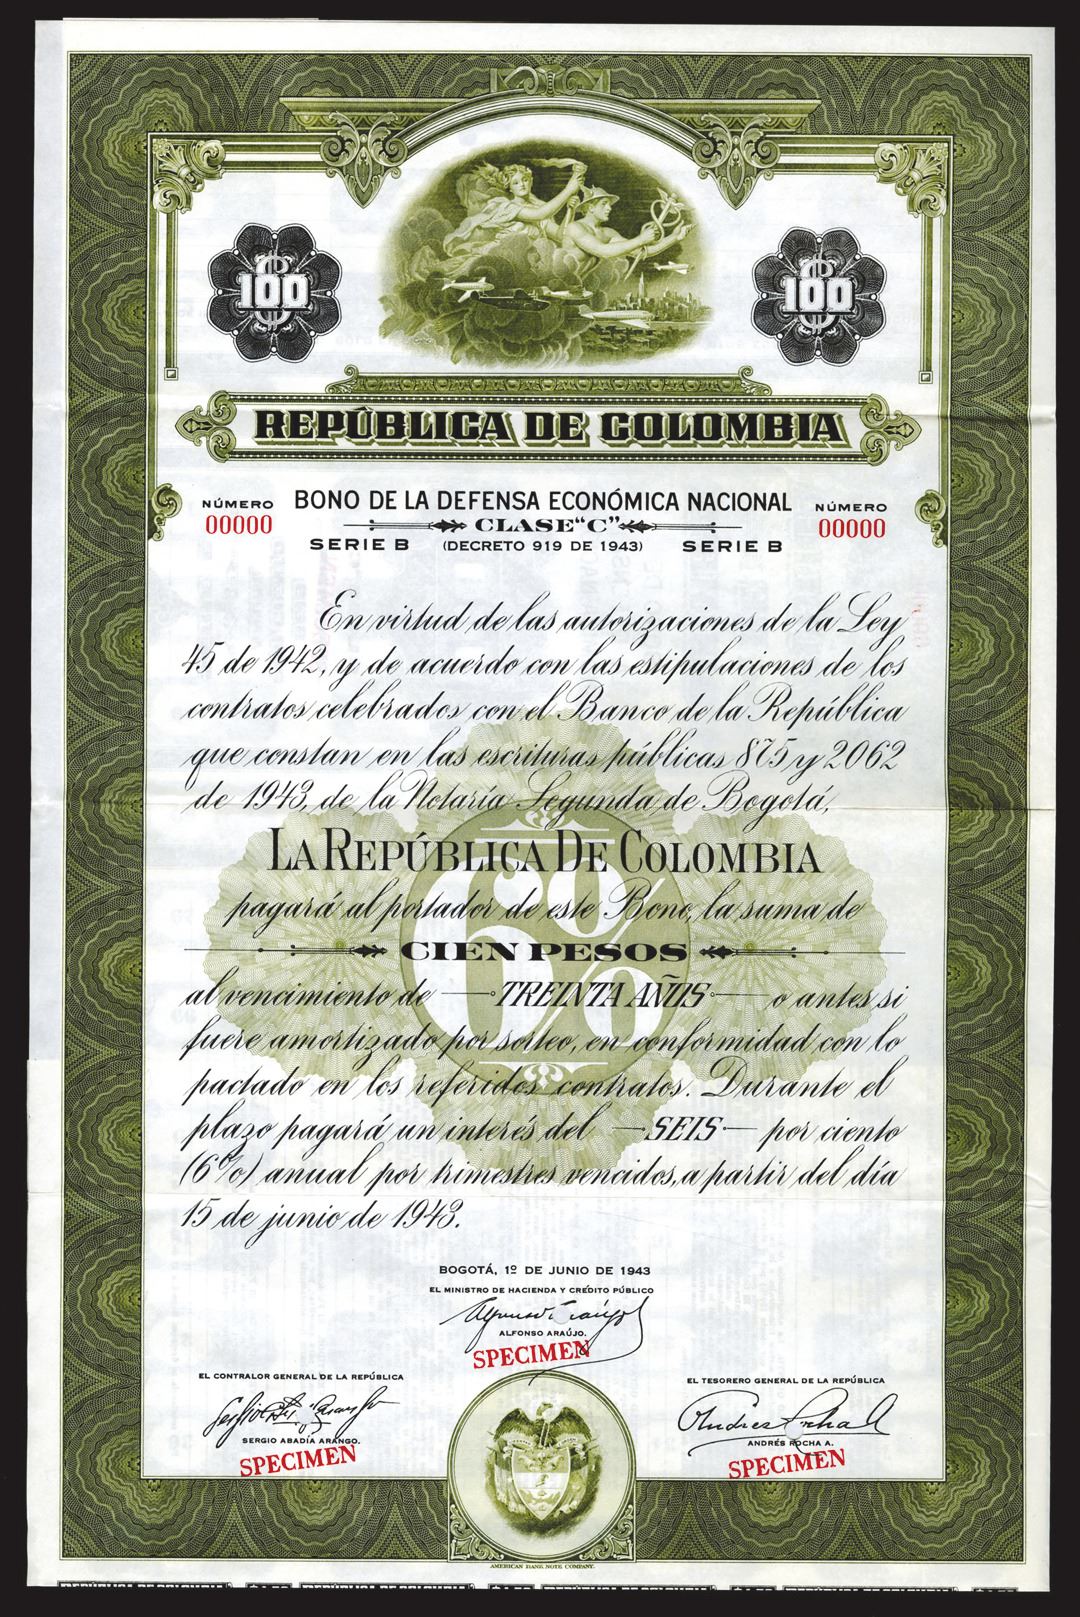 100
100
REPÚBLICA DE COLOMBIA
NÚMERO
00000
BONO DE LA DEFENSA ECONÓMICA NACIONAL
NÚMERO
00000
CLASE "C"
SERIE B (DECRETO 919 DE 1943) SERIE B
En virtud de las autorizaciones de la Ley
45 de 1942, y de acuerdo con las estipulaciones de los
contratos celebrados con el Banco de la República
que constan en las escrituras públicas 875 y 2062
de 1943, de la Notaría Segunda de Bogotá,
LA REPÚBLICA DE COLOMBIA
pagará al portador de este Bono, la suma de
CIEN PESOS
6%
al vencimiento de TREINTA AÑOS o antes si
fuere amortizado por sorteo, en conformidad con lo
pactado en los referidos contratos. Durante el
plazo pagará un interés del SEIS por ciento
(6%) anual por trimestres vencidos, a partir del día
15 de junio de 1943.
BOGOTÁ, 1º DE JUNIO DE 1943
EL MINISTRO DE HACIENDA Y CRÉDITO PÚBLICO
ALFONSO ARAÚJO.
SPECIMEN
EL CONTRALOR GENERAL DE LA REPÚBLICA
SERGIO ABADÍA ARANGO.
SPECIMEN
EL TESORERO GENERAL DE LA REPÚBLICA
Andres Rocha A
ANDRÉS ROCHA A.
SPECIMEN
AMERICAN BANK NOTE COMPANY.